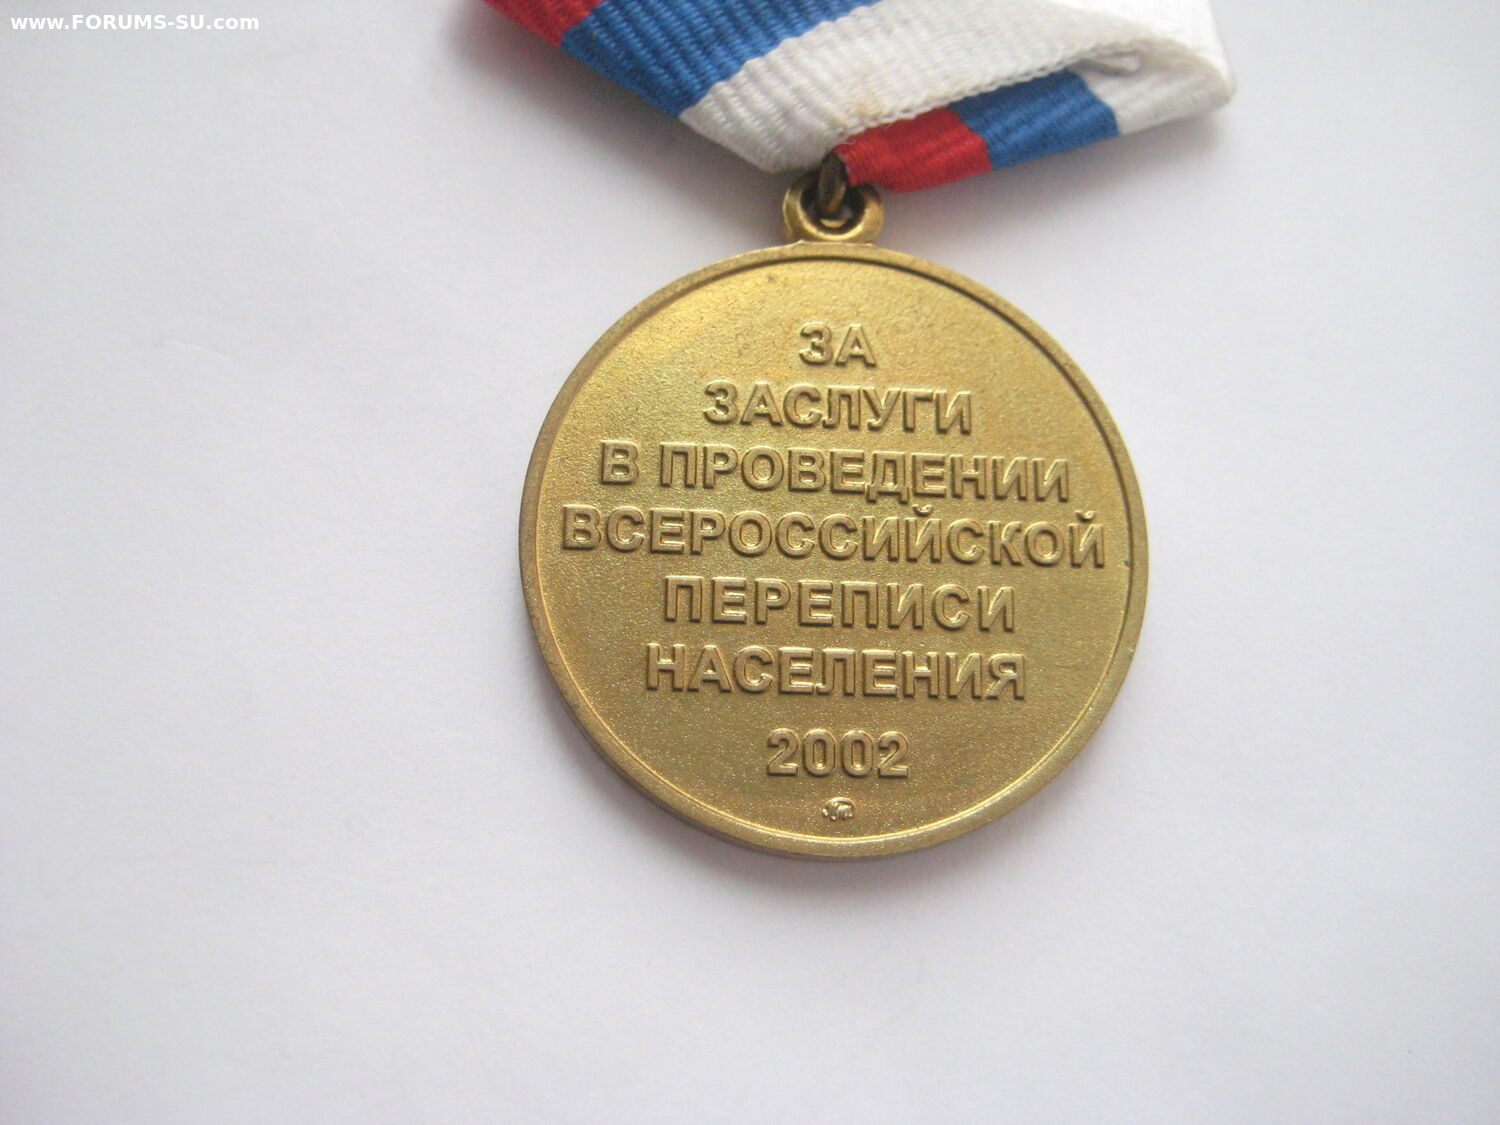 www.FORUMS-SU.com
ЗА
ЗАСЛУГИ
В ПРОВЕДЕНИИ
ВСЕРОССИЙСКОЙ
ПЕРЕПИСИ
НАСЕЛЕНИЯ
2002